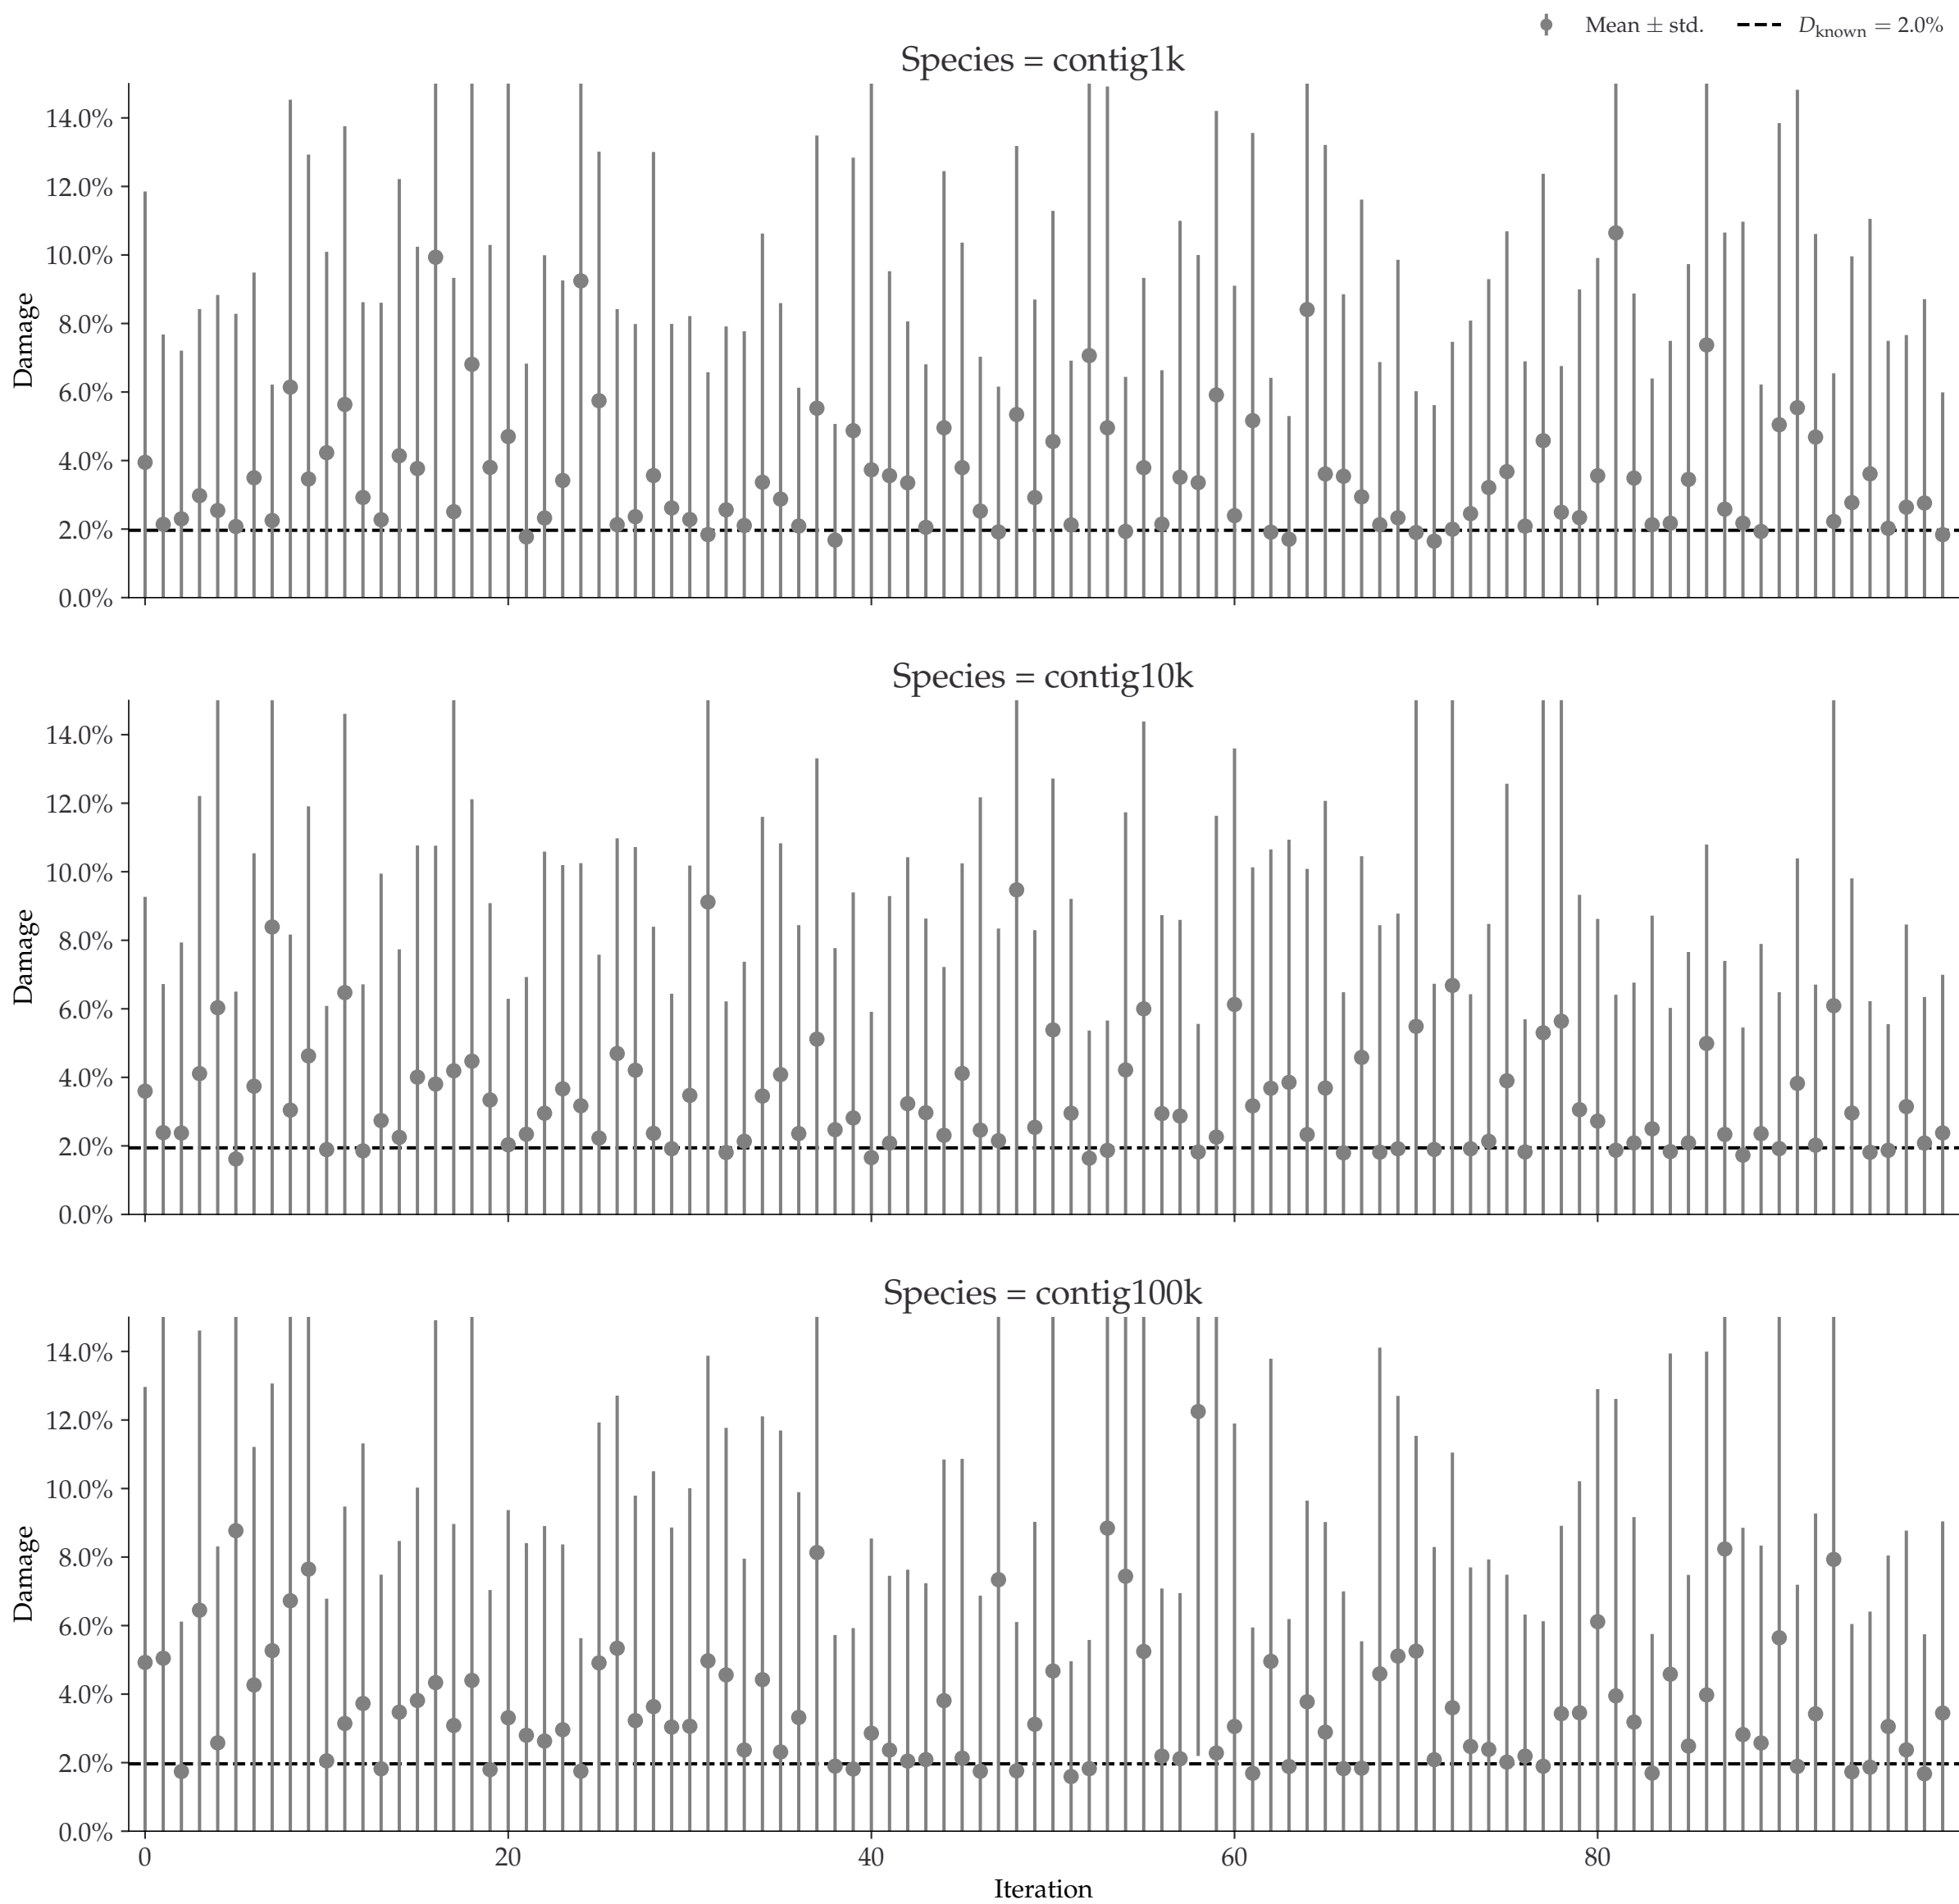 Mean ± std. D_known = 2.0%
Species = contig1k
14.0%
12.0%
10.0%
8.0%
6.0%
4.0%
2.0%
0.0%
Damage
Species = contig10k
14.0%
12.0%
10.0%
8.0%
6.0%
4.0%
2.0%
0.0%
Damage
Species = contig100k
14.0%
12.0%
10.0%
8.0%
6.0%
4.0%
2.0%
0.0%
Damage
0 20 40 60 80
Iteration